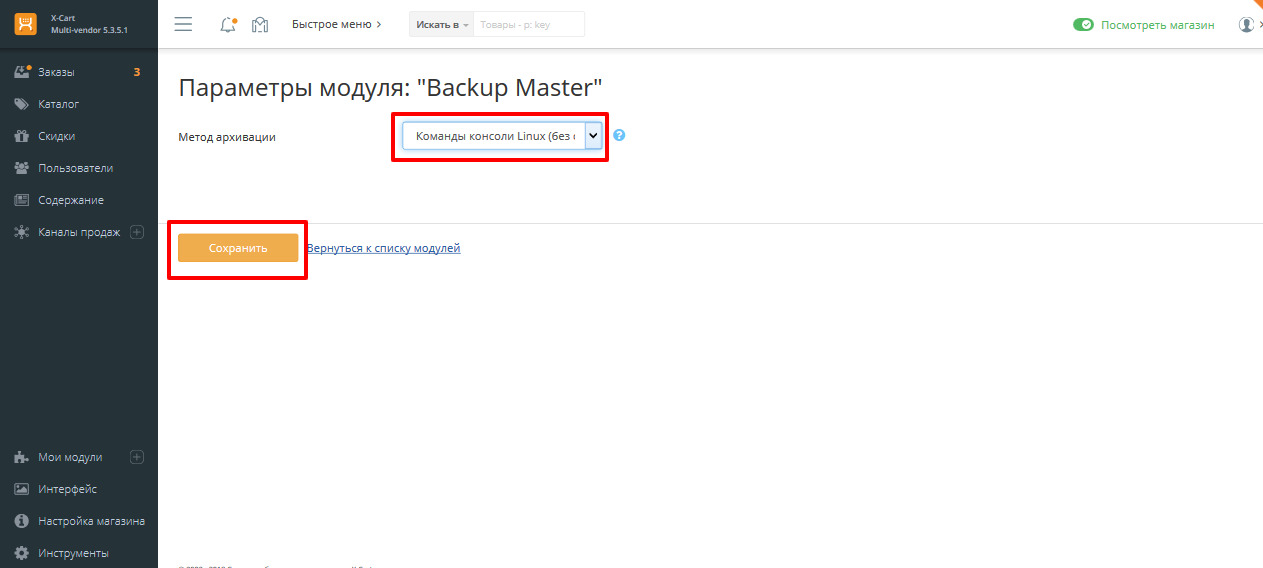 X-Cart
Multi-vendor 5.3.5.1
Быстрое меню
Искать в
Товары - р: key
Посмотреть магазин
Заказы 3
Каталог
Скидки
Пользователи
Содержание
Каналы продаж
Мои модули
Интерфейс
Настройка магазина
Инструменты
Параметры модуля: "Backup Master"
Метод архивации
Команды консоли Linux (без
Сохранить
Вернуться к списку модулей